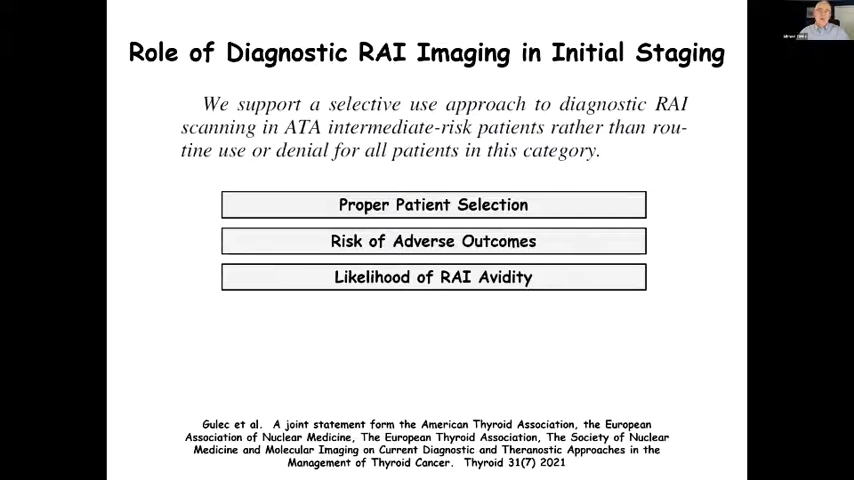 Role of Diagnostic RAI Imaging in Initial Staging
We support a selective use approach to diagnostic RAI
scanning in ATA intermediate-risk patients rather than rou-
tine use or denial for all patients in this category.
Proper Patient Selection
Risk of Adverse Outcomes
Likelihood of RAI Avidity
Gulec et al. A joint statement form the American Thyroid Association, the European
Association of Nuclear Medicine, The European Thyroid Association, The Society of Nuclear
Medicine and Molecular Imaging on Current Diagnostic and Theranostic Approaches in the
Management of Thyroid Cancer. Thyroid 31(7) 2021